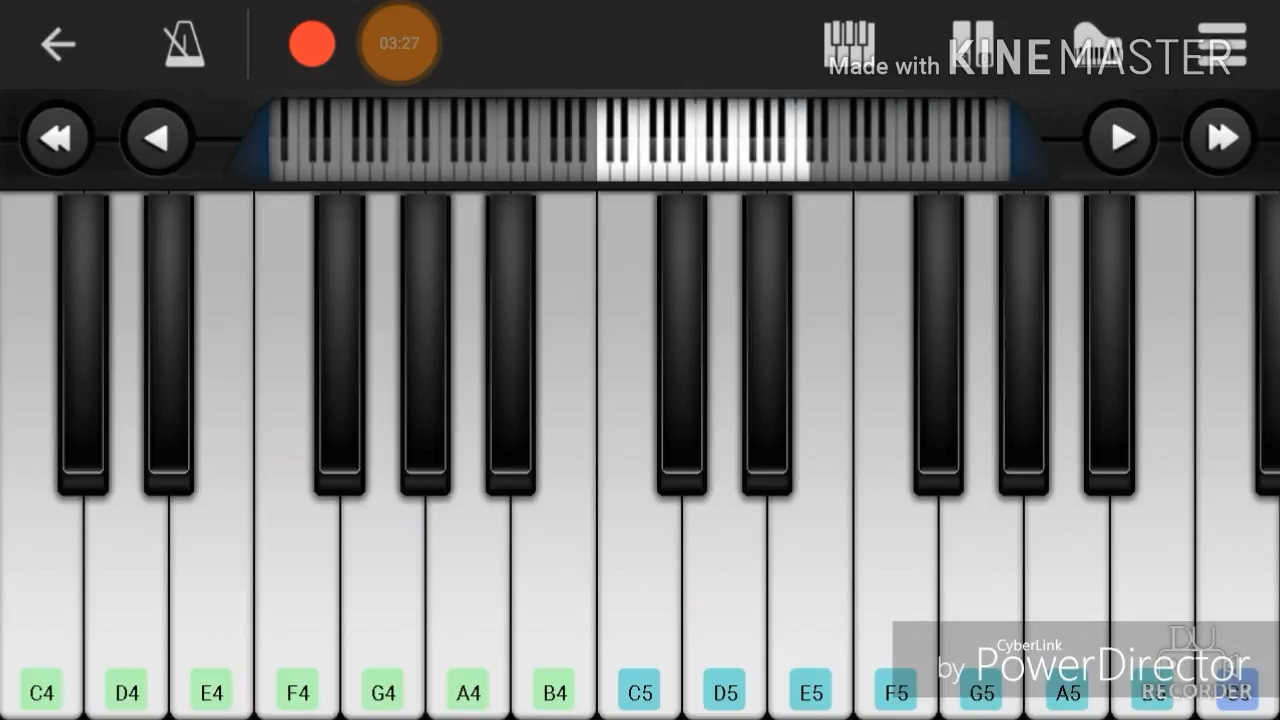 03:27
Made with KINEMASTER
CyberLink
by PowerDirector
DU
RECORDER
C4 D4 E4 F4 G4 A4 B4 C5 D5 E5 F5 G5 A5